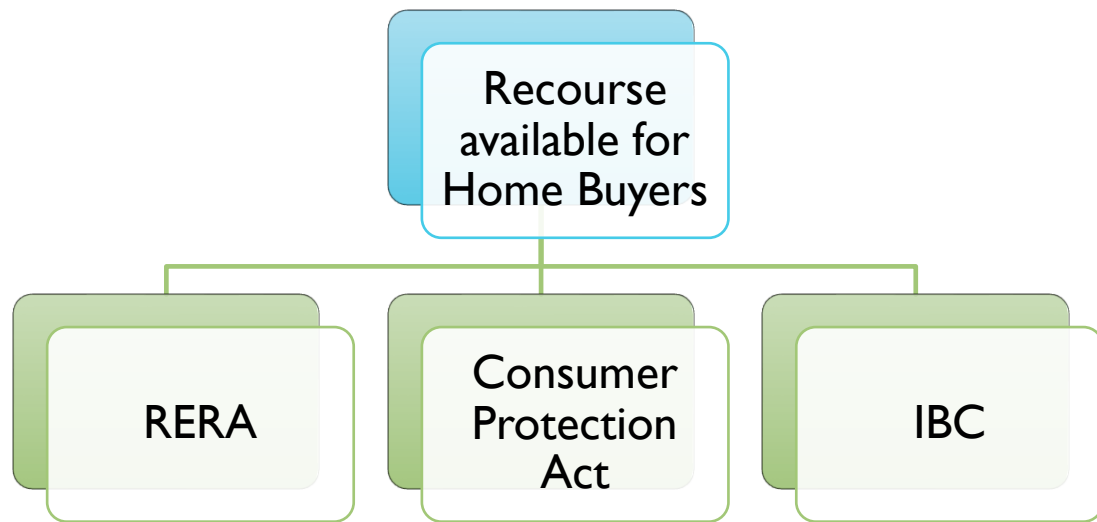 Recourse
available for
Home Buyers
RERA
Consumer
Protection
Act
IBC